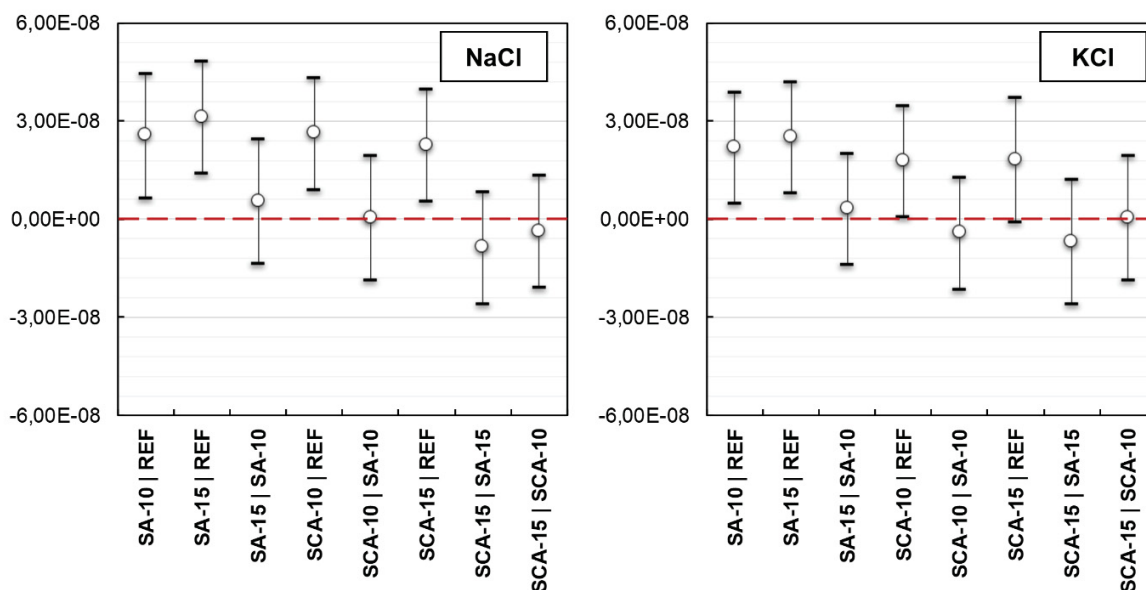 NaCl
6,00E-08
3,00E-08
0,00E+00
-3,00E-08
-6,00E-08
SA-10 | REF
SA-15 | REF
SA-15 | SA-10
SCA-10 | REF
SCA-10 | SA-10
SCA-15 | REF
SCA-15 | SA-15
SCA-15 | SCA-10
KCl
6,00E-08
3,00E-08
0,00E+00
-3,00E-08
-6,00E-08
SA-10 | REF
SA-15 | REF
SA-15 | SA-10
SCA-10 | REF
SCA-10 | SA-10
SCA-15 | REF
SCA-15 | SA-15
SCA-15 | SCA-10